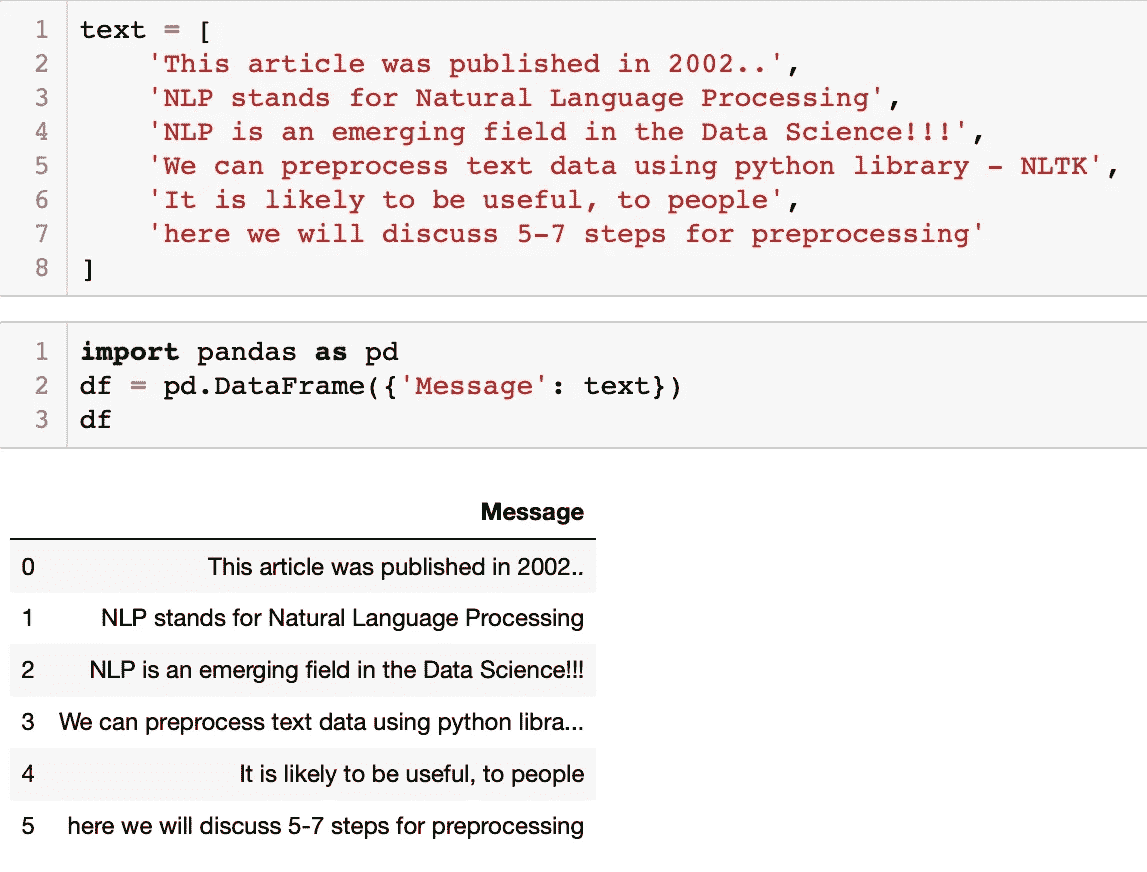 1 text = [
2     'This article was published in 2002..',
3     'NLP stands for Natural Language Processing',
4     'NLP is an emerging field in the Data Science!!!',
5     'We can preprocess text data using python library - NLTK',
6     'It is likely to be useful, to people',
7     'here we will discuss 5-7 steps for preprocessing'
8 ]
1 import pandas as pd
2 df = pd.DataFrame({'Message': text})
3 df
Message
0 This article was published in 2002..
1 NLP stands for Natural Language Processing
2 NLP is an emerging field in the Data Science!!!
3 We can preprocess text data using python libra...
4 It is likely to be useful, to people
5 here we will discuss 5-7 steps for preprocessing